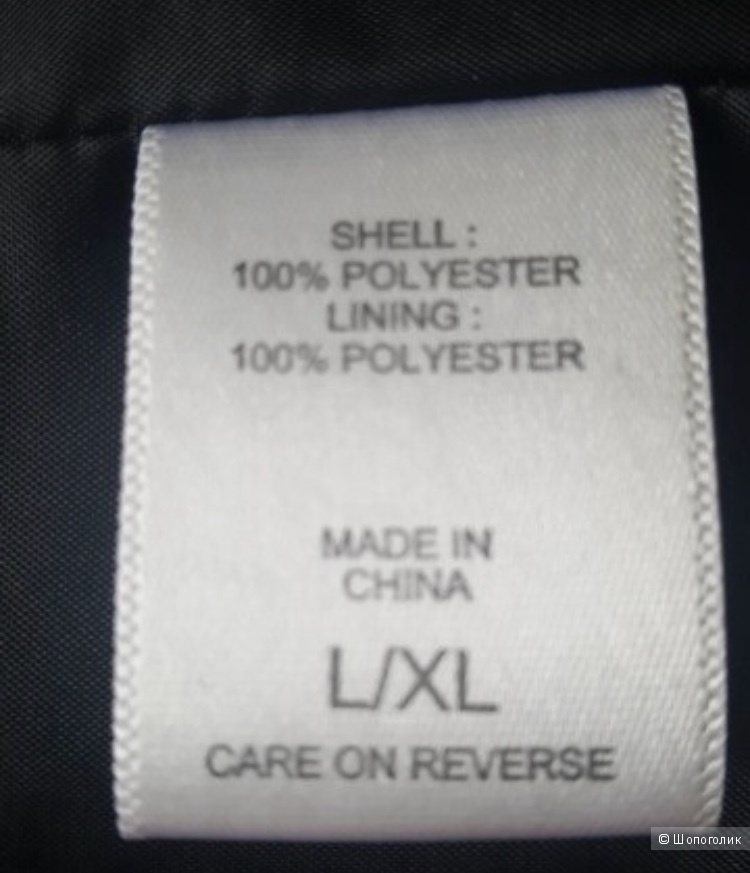 SHELL :
100% POLYESTER
LINING :
100% POLYESTER
MADE IN
CHINA
L/XL
CARE ON REVERSE
© Шопоголик